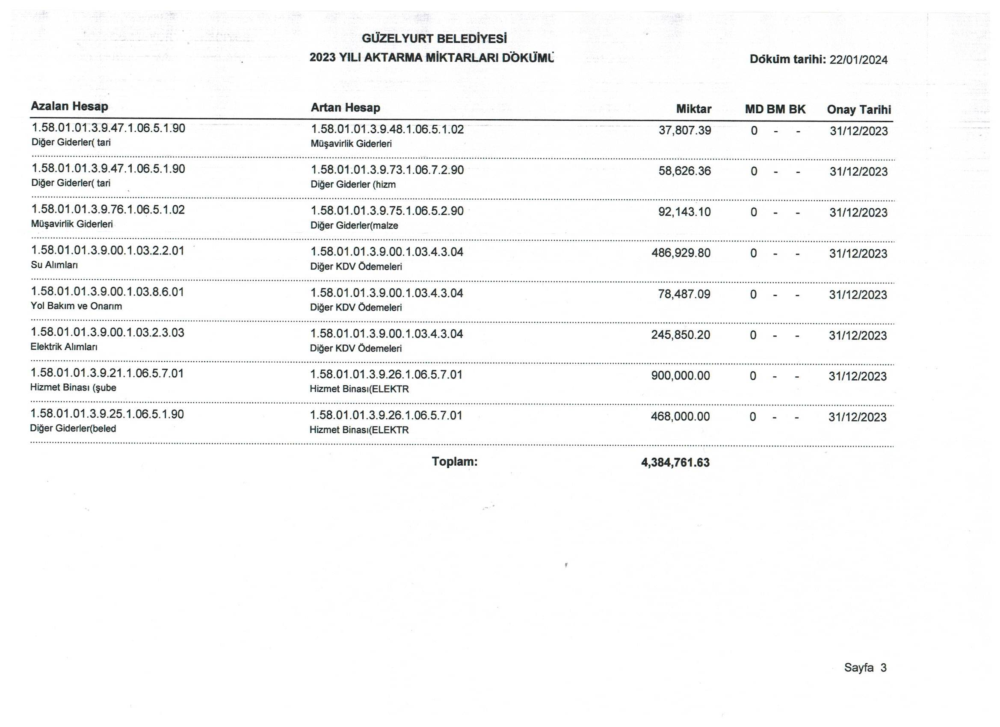 GÜZELYURT BELEDİYESİ
2023 YILI AKTARMA MİKTARLARI DÖKÜMÜ
Döküm tarihi: 22/01/2024
Azalan Hesap Artan Hesap Miktar MD BM BK Onay Tarihi
1.58.01.01.3.9.47.1.06.5.1.90 1.58.01.01.3.9.48.1.06.5.1.02 37,807.39 0 - - 31/12/2023
Diğer Giderler( tari Müşavirlik Giderleri
1.58.01.01.3.9.47.1.06.5.1.90 1.58.01.01.3.9.73.1.06.7.2.90 58,626.36 0 - - 31/12/2023
Diğer Giderler( tari Diğer Giderler (hizm
1.58.01.01.3.9.76.1.06.5.1.02 1.58.01.01.3.9.75.1.06.5.2.90 92,143.10 0 - - 31/12/2023
Müşavirlik Giderleri Diğer Giderler(malze
1.58.01.01.3.9.00.1.03.2.2.01 1.58.01.01.3.9.00.1.03.4.3.04 486,929.80 0 - - 31/12/2023
Su Alımları Diğer KDV Ödemeleri
1.58.01.01.3.9.00.1.03.8.6.01 1.58.01.01.3.9.00.1.03.4.3.04 78,487.09 0 - - 31/12/2023
Yol Bakım ve Onarım Diğer KDV Ödemeleri
1.58.01.01.3.9.00.1.03.2.3.03 1.58.01.01.3.9.00.1.03.4.3.04 245,850.20 0 - - 31/12/2023
Elektrik Alımları Diğer KDV Ödemeleri
1.58.01.01.3.9.21.1.06.5.7.01 1.58.01.01.3.9.26.1.06.5.7.01 900,000.00 0 - - 31/12/2023
Hizmet Binası (şube Hizmet Binası(ELEKTR
1.58.01.01.3.9.25.1.06.5.1.90 1.58.01.01.3.9.26.1.06.5.7.01 468,000.00 0 - - 31/12/2023
Diğer Giderler(beled Hizmet Binası(ELEKTR
Toplam: 4,384,761.63
Sayfa 3